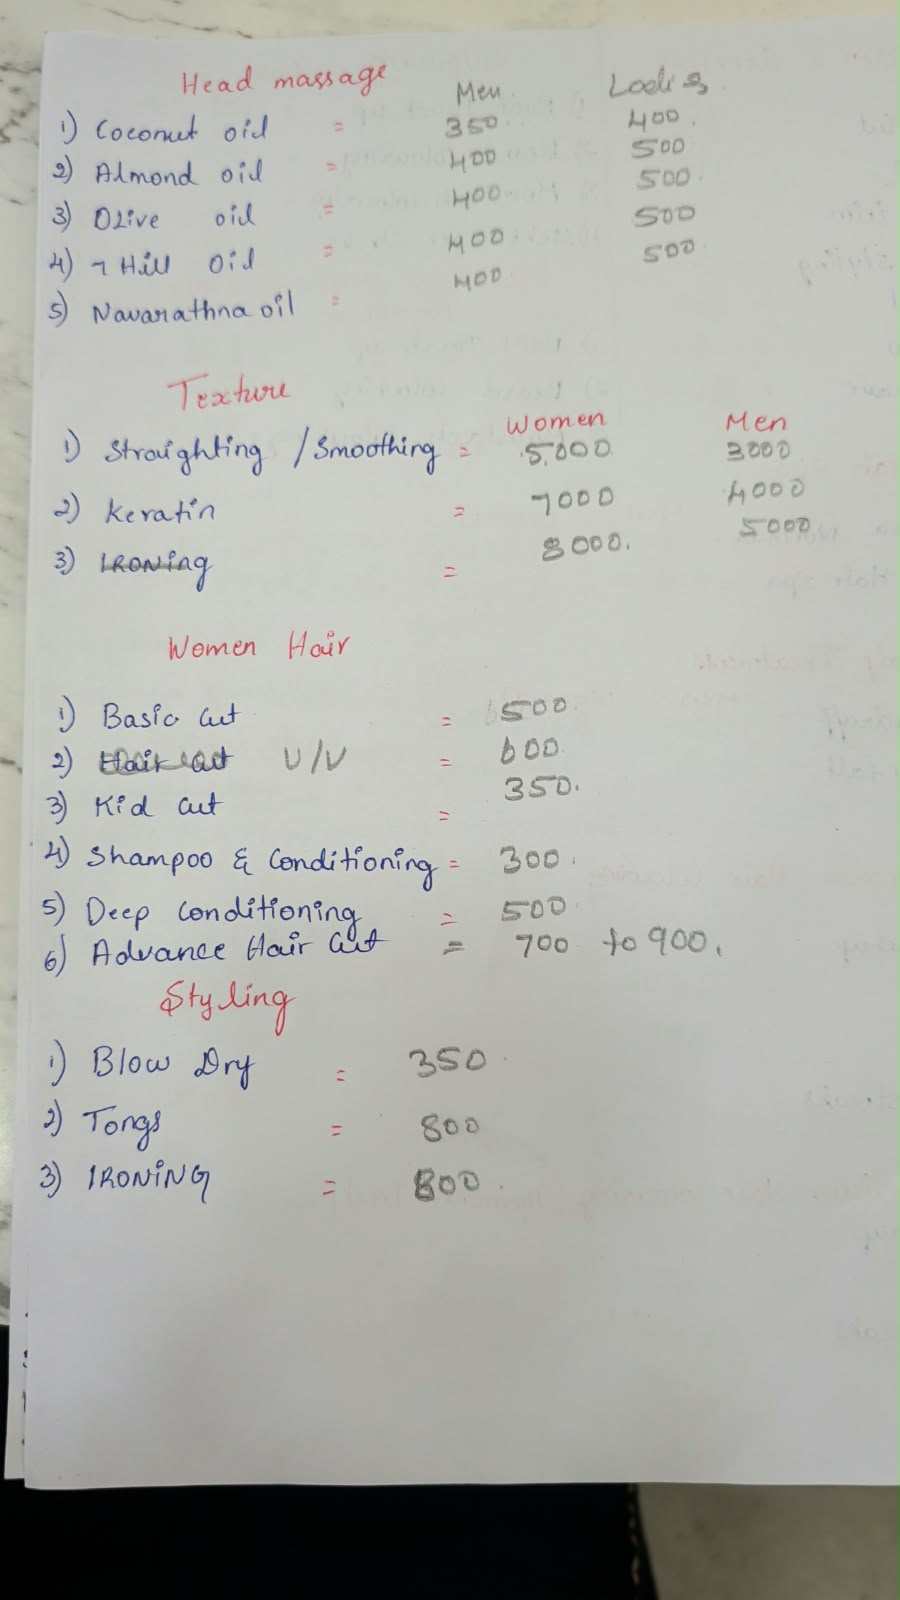 Head massage Men Ladies
1) Coconut oil = 350 400
2) Almond oil = 400 500
3) Olive oil = 400 500
4) 7 Hill Oil = 400 500
5) Navarathna oil = 400 500
Texture
Women Men
1) Straighting / Smoothing = 5000 3000
2) Keratin = 7000 4000
3) IRONing = 8000. 5000
Women Hair
1) Basic Cut = 500
2) Hair cut U/V = 600
3) Kid cut = 350.
4) Shampoo & Conditioning = 300
5) Deep Conditioning = 500
6) Advance Hair Cut = 700 to 900.
Styling
1) Blow Dry = 350
2) Tongs = 800
3) IRONING = 800